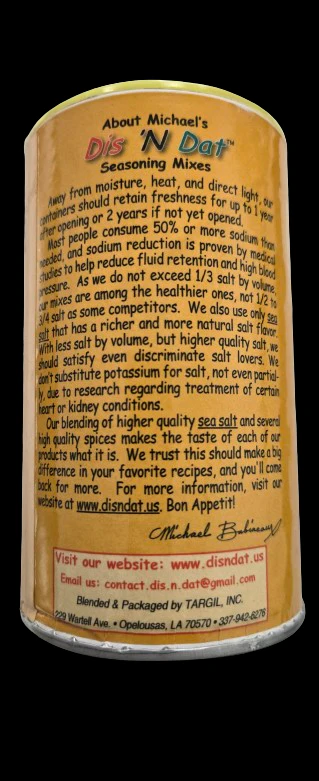 About Michael's
Dis 'N Dat™
Seasoning Mixes
Away from moisture, heat, and direct light, our
containers should retain freshness for up to 1 year
after opening or 2 years if not yet opened.
Most people consume 50% or more sodium than
needed, and sodium reduction is proven by medical
studies to help reduce fluid retention and high blood
pressure. As we do not exceed 1/3 salt by volume,
our mixes are among the healthier ones, not 1/2 to
3/4 salt as some competitors. We also use only sea
salt that has a richer and more natural salt flavor.
With less salt by volume, but higher quality salt, we
should satisfy even discriminate salt lovers. We
don't substitute potassium for salt, not even partial-
ly, due to research regarding treatment of certain
heart or kidney conditions.
Our blending of higher quality sea salt and several
high quality spices makes the taste of each of our
products what it is. We trust this should make a big
difference in your favorite recipes, and you'll come
back for more. For more information, visit our
website at www.disndat.us. Bon Appetit!
Michael Babineaux
Visit our website: www.disndat.us
Email us: contact.dis.n.dat@gmail.com
Blended & Packaged by TARGIL, INC.
229 Wartell Ave. • Opelousas, LA 70570 • 337-942-6276